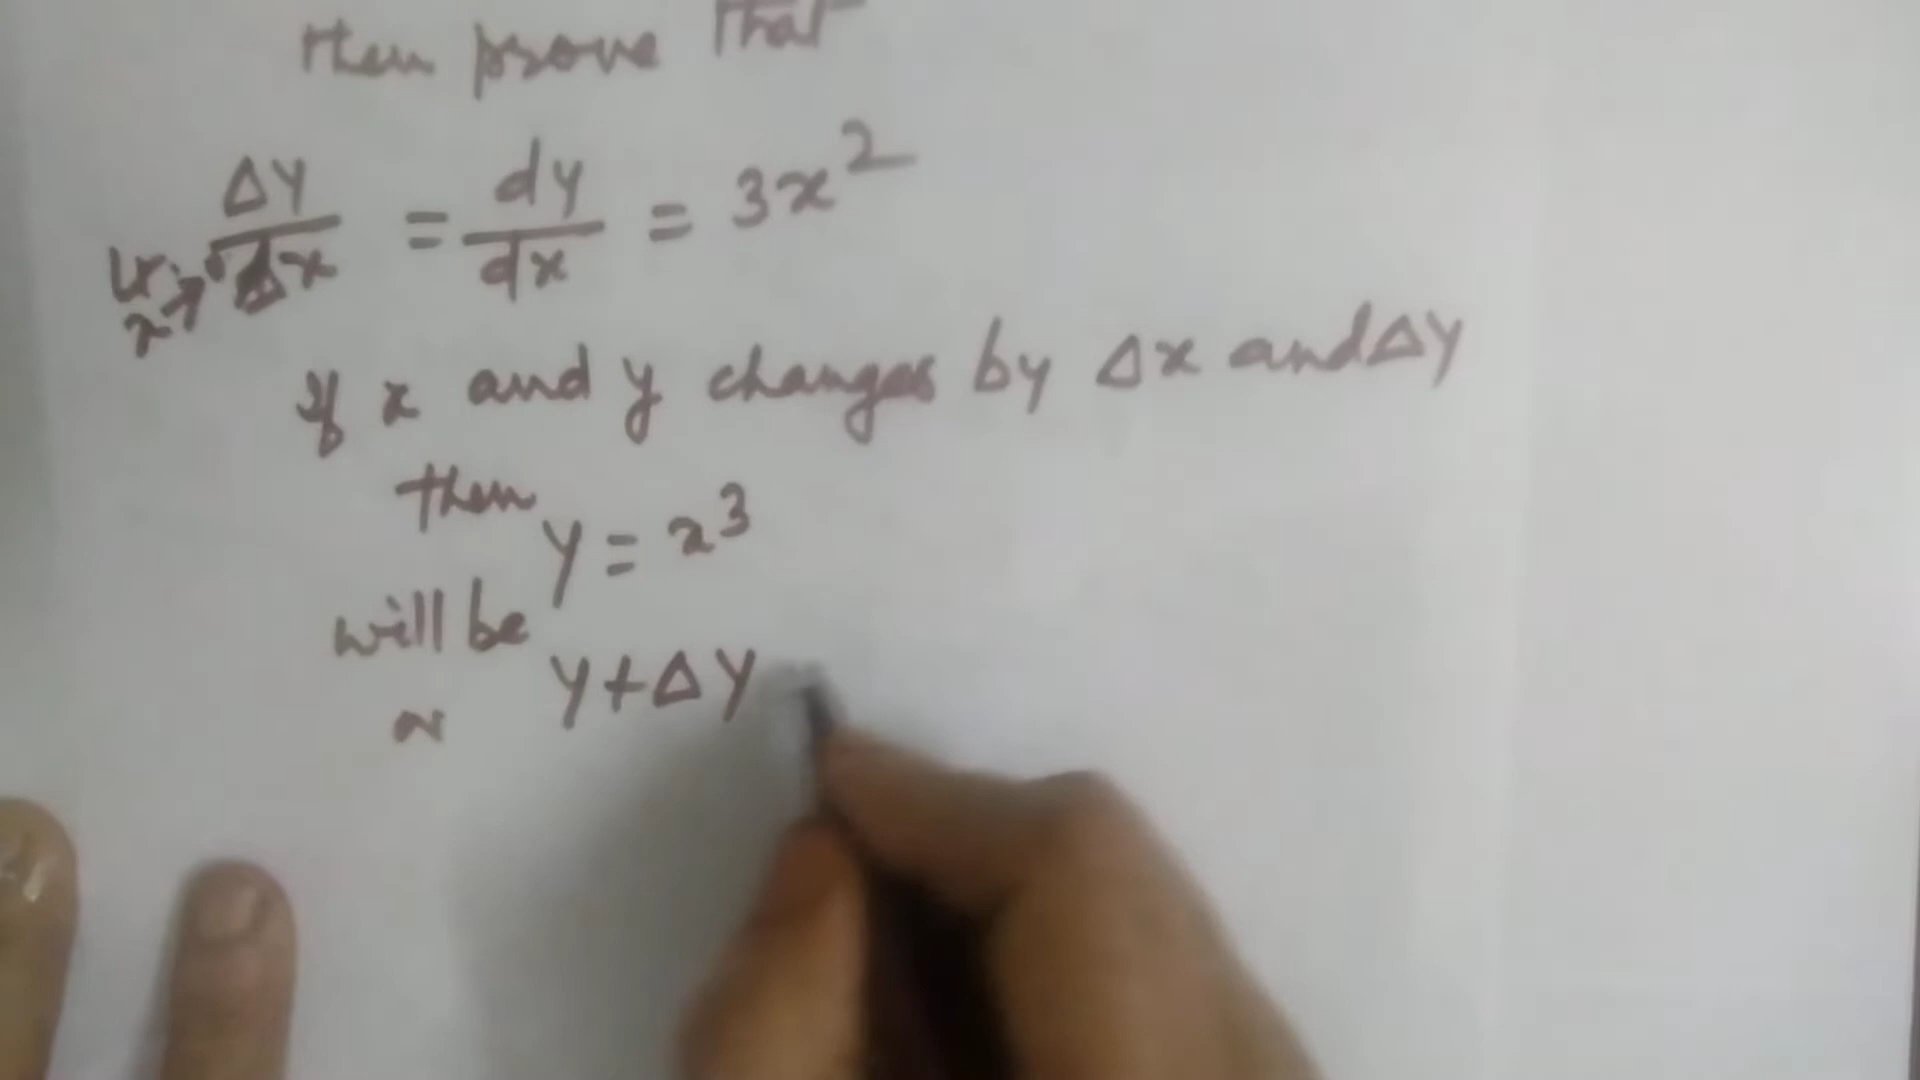 then prove that
Δy/Δx = dy/dx = 3x²
x→
If x and y changes by Δx and Δy
then y = x³
will be
or y+Δy